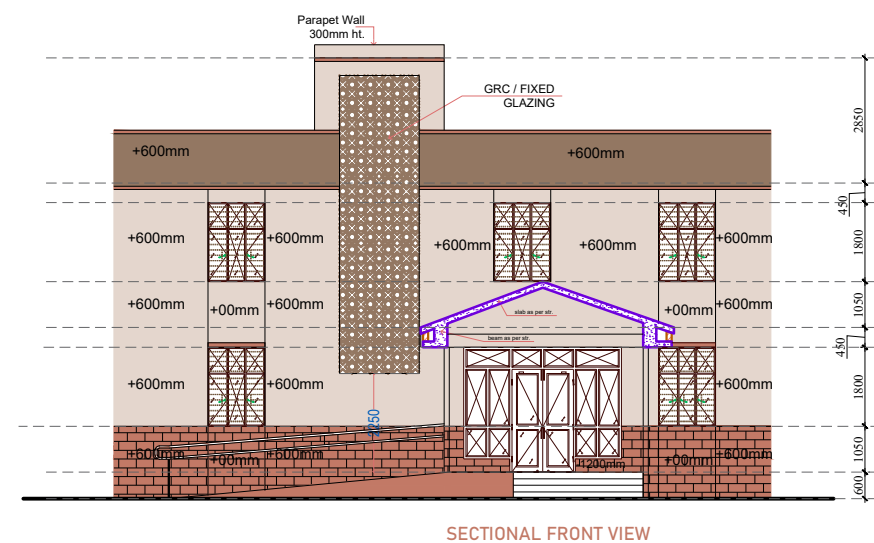 Parapet Wall
300mm ht.
GRC / FIXED
GLAZING
2850
+600mm
+600mm
450
+600mm
+600mm
+600mm
+600mm
+600mm
1800
+600mm
+00mm
+600mm
+00mm
+600mm
1050
slab as per str.
beam as per str.
450
+600mm
+600mm
+600mm
1800
2250
+600mm
+00mm
+600mm
+1200mm
+00mm
+600mm
1050
600
SECTIONAL FRONT VIEW